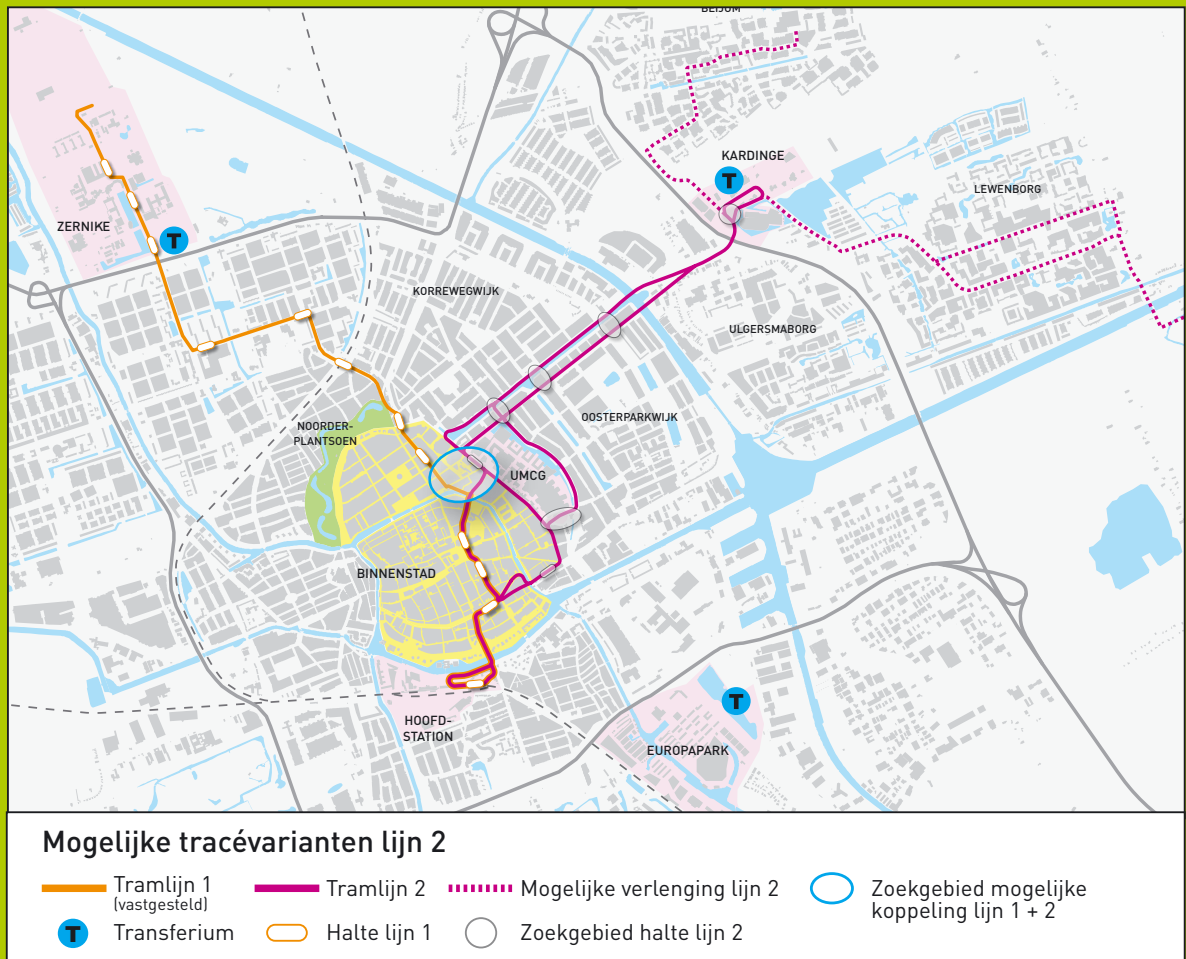 BEIJUM
KARDINGE
T
LEWENBORG
ZERNIKE
T
KORREWEGWIJK
ULGERSMABORG
NOORDER-
PLANTSOEN
OOSTERPARKWIJK
UMCG
BINNENSTAD
HOOFD-
STATION
T
EUROPAPARK
Mogelijke tracévarianten lijn 2
Tramlijn 1
(vastgesteld)
Tramlijn 2
Mogelijke verlenging lijn 2
Zoekgebied mogelijke
koppeling lijn 1 + 2
T
Transferium
Halte lijn 1
Zoekgebied halte lijn 2